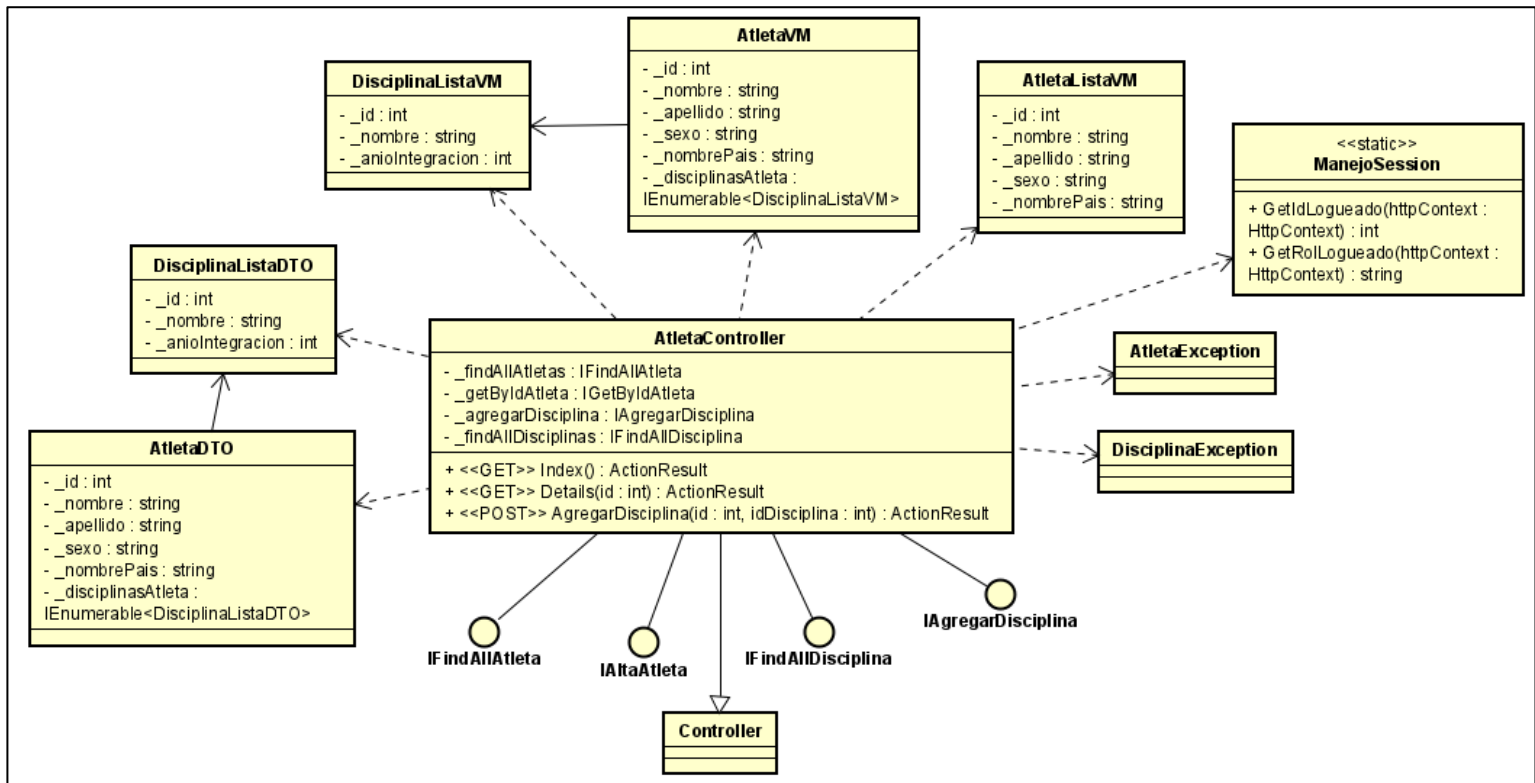 AtletaVM
- _id : int
- _nombre : string
- _apellido : string
- _sexo : string
- _nombrePais : string
- _disciplinasAtleta :
IEnumerable<DisciplinaListaVM>
DisciplinaListaVM
- _id : int
- _nombre : string
- _anioIntegracion : int
AtletaListaVM
- _id : int
- _nombre : string
- _apellido : string
- _sexo : string
- _nombrePais : string
<<static>>
ManejoSession
+ GetIdLogueado(httpContext :
HttpContext) : int
+ GetRolLogueado(httpContext :
HttpContext) : string
DisciplinaListaDTO
- _id : int
- _nombre : string
- _anioIntegracion : int
AtletaController
- _findAllAtletas : IFindAllAtleta
- _getByIdAtleta : IGetByIdAtleta
- _agregarDisciplina : IAgregarDisciplina
- _findAllDisciplinas : IFindAllDisciplina
+ <<GET>> Index() : ActionResult
+ <<GET>> Details(id : int) : ActionResult
+ <<POST>> AgregarDisciplina(id : int, idDisciplina : int) : ActionResult
AtletaException
DisciplinaException
AtletaDTO
- _id : int
- _nombre : string
- _apellido : string
- _sexo : string
- _nombrePais : string
- _disciplinasAtleta :
IEnumerable<DisciplinaListaDTO>
IFindAllAtleta
IAltaAtleta
IFindAllDisciplina
IAgregarDisciplina
Controller